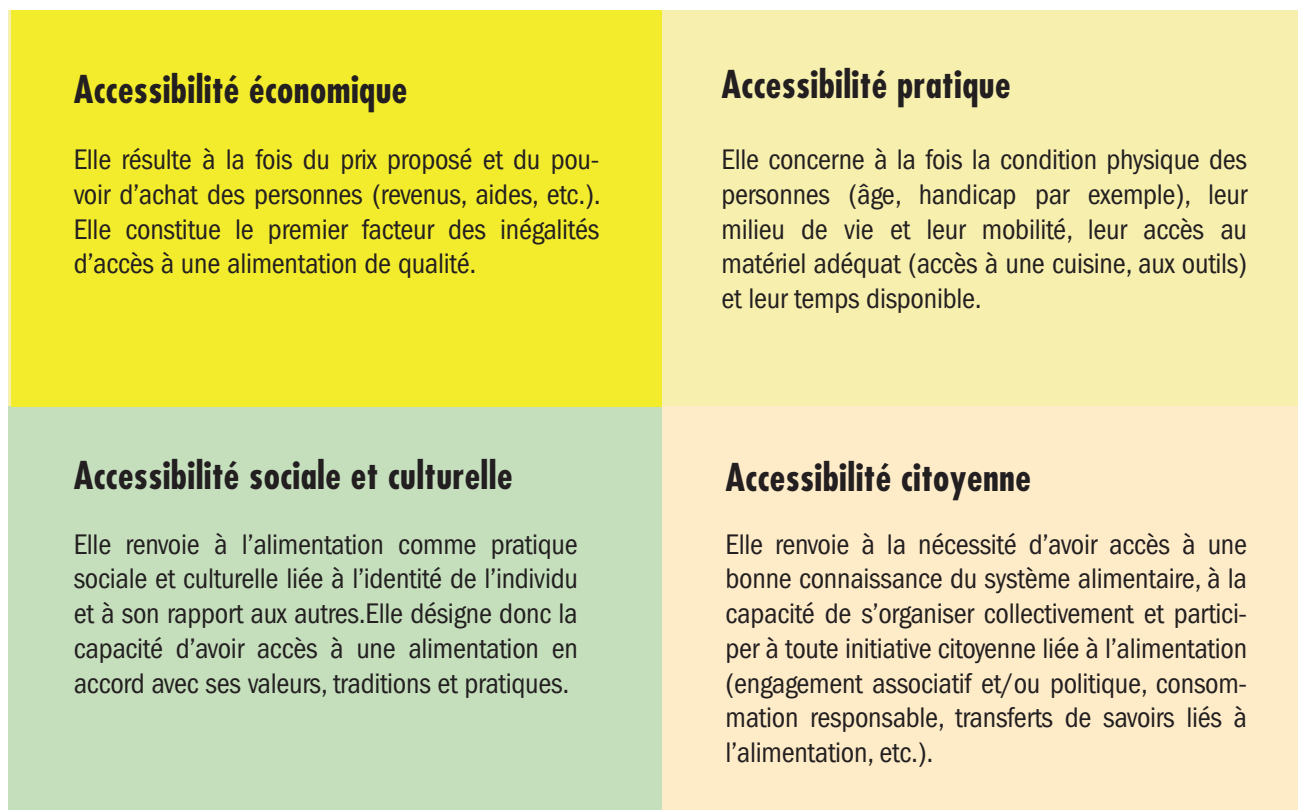 Accessibilité économique
Elle résulte à la fois du prix proposé et du pou-
voir d’achat des personnes (revenus, aides, etc.).
Elle constitue le premier facteur des inégalités
d’accès à une alimentation de qualité.
Accessibilité pratique
Elle concerne à la fois la condition physique des
personnes (âge, handicap par exemple), leur
milieu de vie et leur mobilité, leur accès au
matériel adéquat (accès à une cuisine, aux outils)
et leur temps disponible.
Accessibilité sociale et culturelle
Elle renvoie à l’alimentation comme pratique
sociale et culturelle liée à l’identité de l’individu
et à son rapport aux autres.Elle désigne donc la
capacité d’avoir accès à une alimentation en
accord avec ses valeurs, traditions et pratiques.
Accessibilité citoyenne
Elle renvoie à la nécessité d’avoir accès à une
bonne connaissance du système alimentaire, à la
capacité de s’organiser collectivement et partici-
per à toute initiative citoyenne liée à l’alimentation
(engagement associatif et/ou politique, consom-
mation responsable, transferts de savoirs liés à
l’alimentation, etc.).